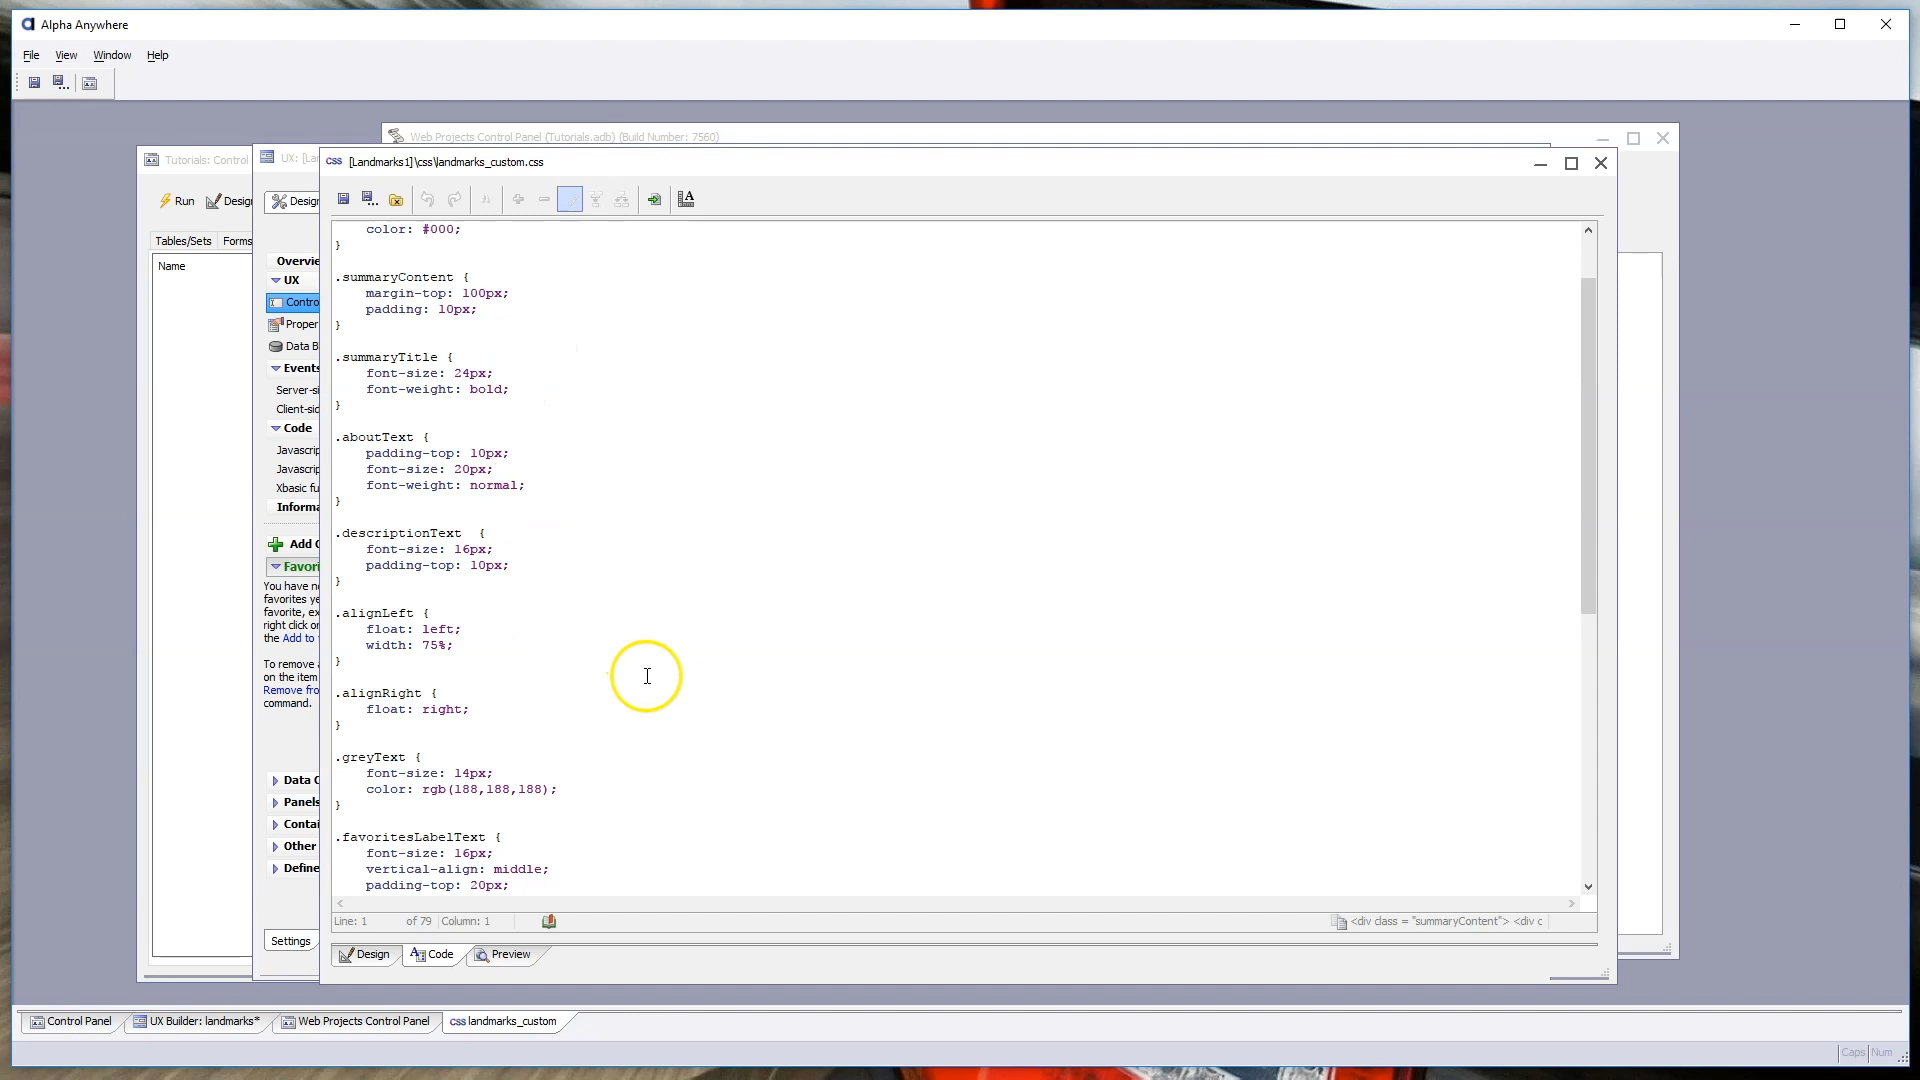 Alpha Anywhere
File View Window Help
Web Projects Control Panel (Tutorials.adb) (Build Number: 7560)
Tutorials: Control
UX: [Lan
CSS [Landmarks1]\css\landmarks_custom.css
Run Design
Design
Tables/Sets Forms
Name
Overvie
UX
Contro
Proper
Data B
Events
Server-si
Client-sid
Code
Javascrip
Javascrip
Xbasic fu
Informa
Add C
Favori
You have no
favorites ye
favorite, ex
right click or
the Add to
To remove a
on the item
Remove fro
command.
Data C
Panels
Contai
Other
Define
Settings
color: #000;
}
.summaryContent {
margin-top: 100px;
padding: 10px;
}
.summaryTitle {
font-size: 24px;
font-weight: bold;
}
.aboutText {
padding-top: 10px;
font-size: 20px;
font-weight: normal;
}
.descriptionText  {
font-size: 16px;
padding-top: 10px;
}
.alignLeft {
float: left;
width: 75%;
}
.alignRight {
float: right;
}
.greyText {
font-size: 14px;
color: rgb(188,188,188);
}
.favoritesLabelText {
font-size: 16px;
vertical-align: middle;
padding-top: 20px;
Line: 1 of 79 Column: 1 <div class = "summaryContent"> <div c
Design Code Preview
Control Panel UX Builder: landmarks* Web Projects Control Panel CSS landmarks_custom
Caps Num